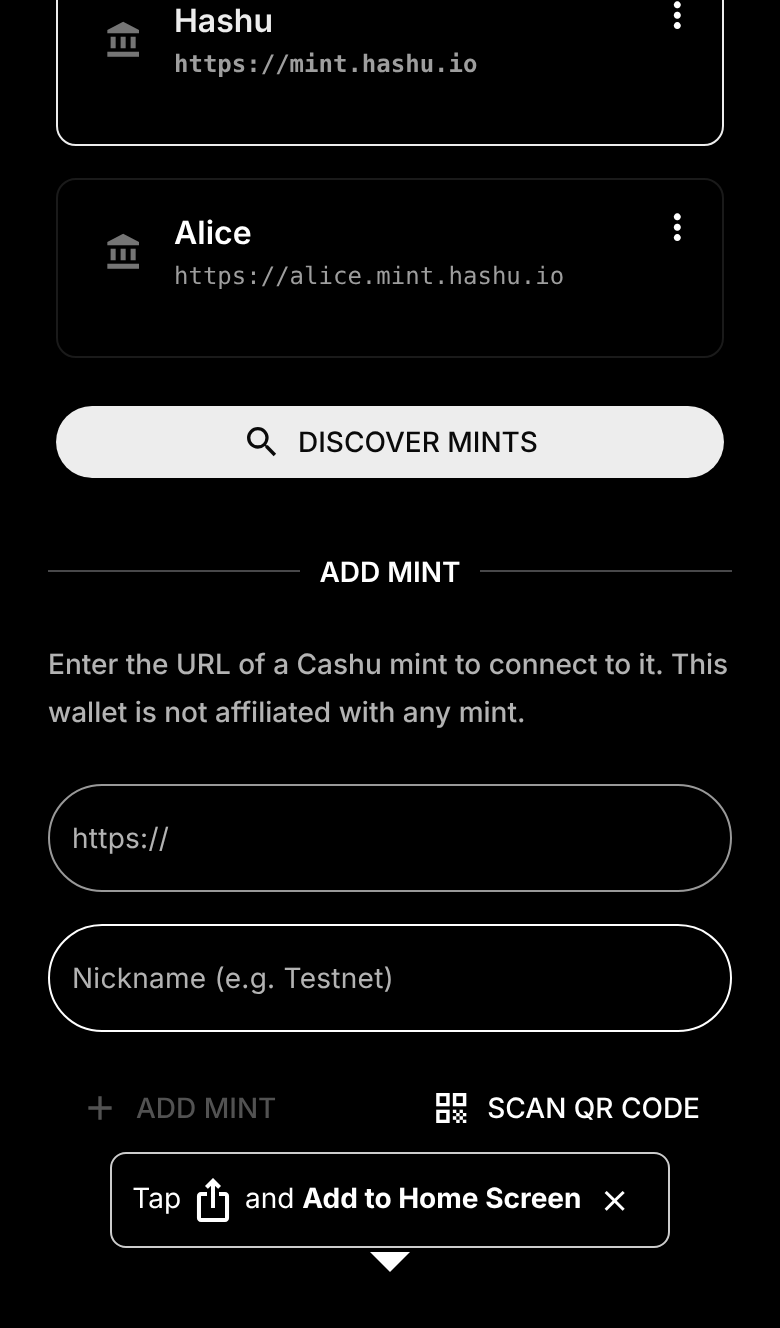 Hashu
https://mint.hashu.io
Alice
https://alice.mint.hashu.io
DISCOVER MINTS
ADD MINT
Enter the URL of a Cashu mint to connect to it. This
wallet is not affiliated with any mint.
https://
Nickname (e.g. Testnet)
ADD MINT SCAN QR CODE
Tap and Add to Home Screen